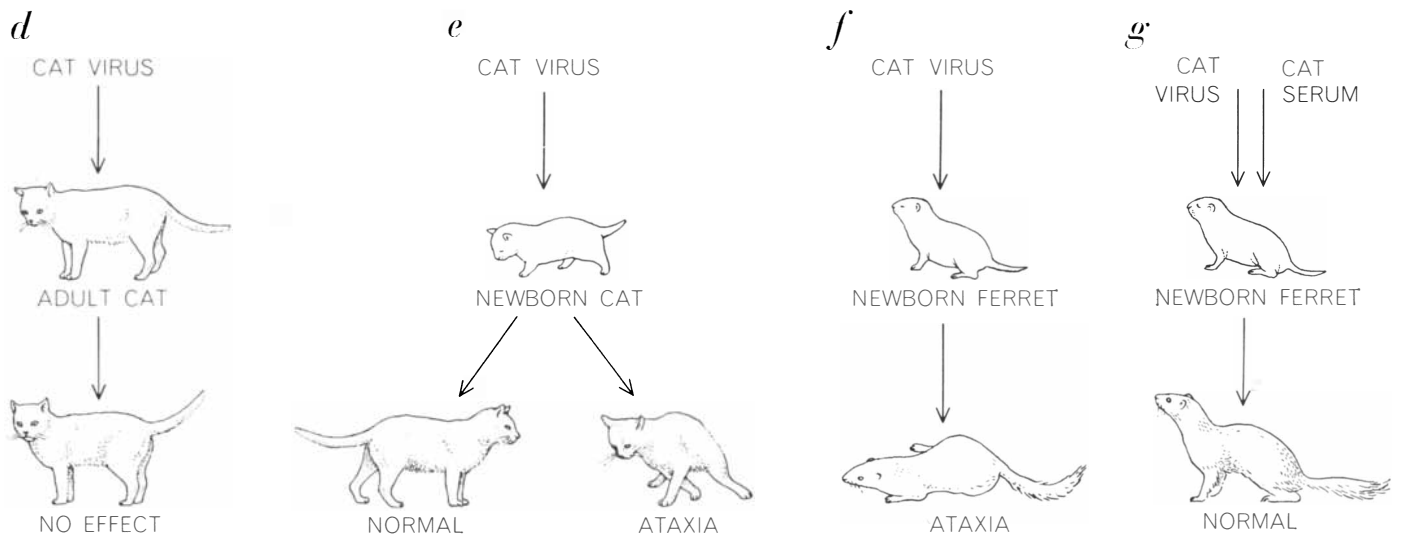 d
CAT VIRUS
ADULT CAT
NO EFFECT
e
CAT VIRUS
NEWBORN CAT
NORMAL
ATAXIA
f
CAT VIRUS
NEWBORN FERRET
ATAXIA
g
CAT
VIRUS
CAT
SERUM
NEWBORN FERRET
NORMAL